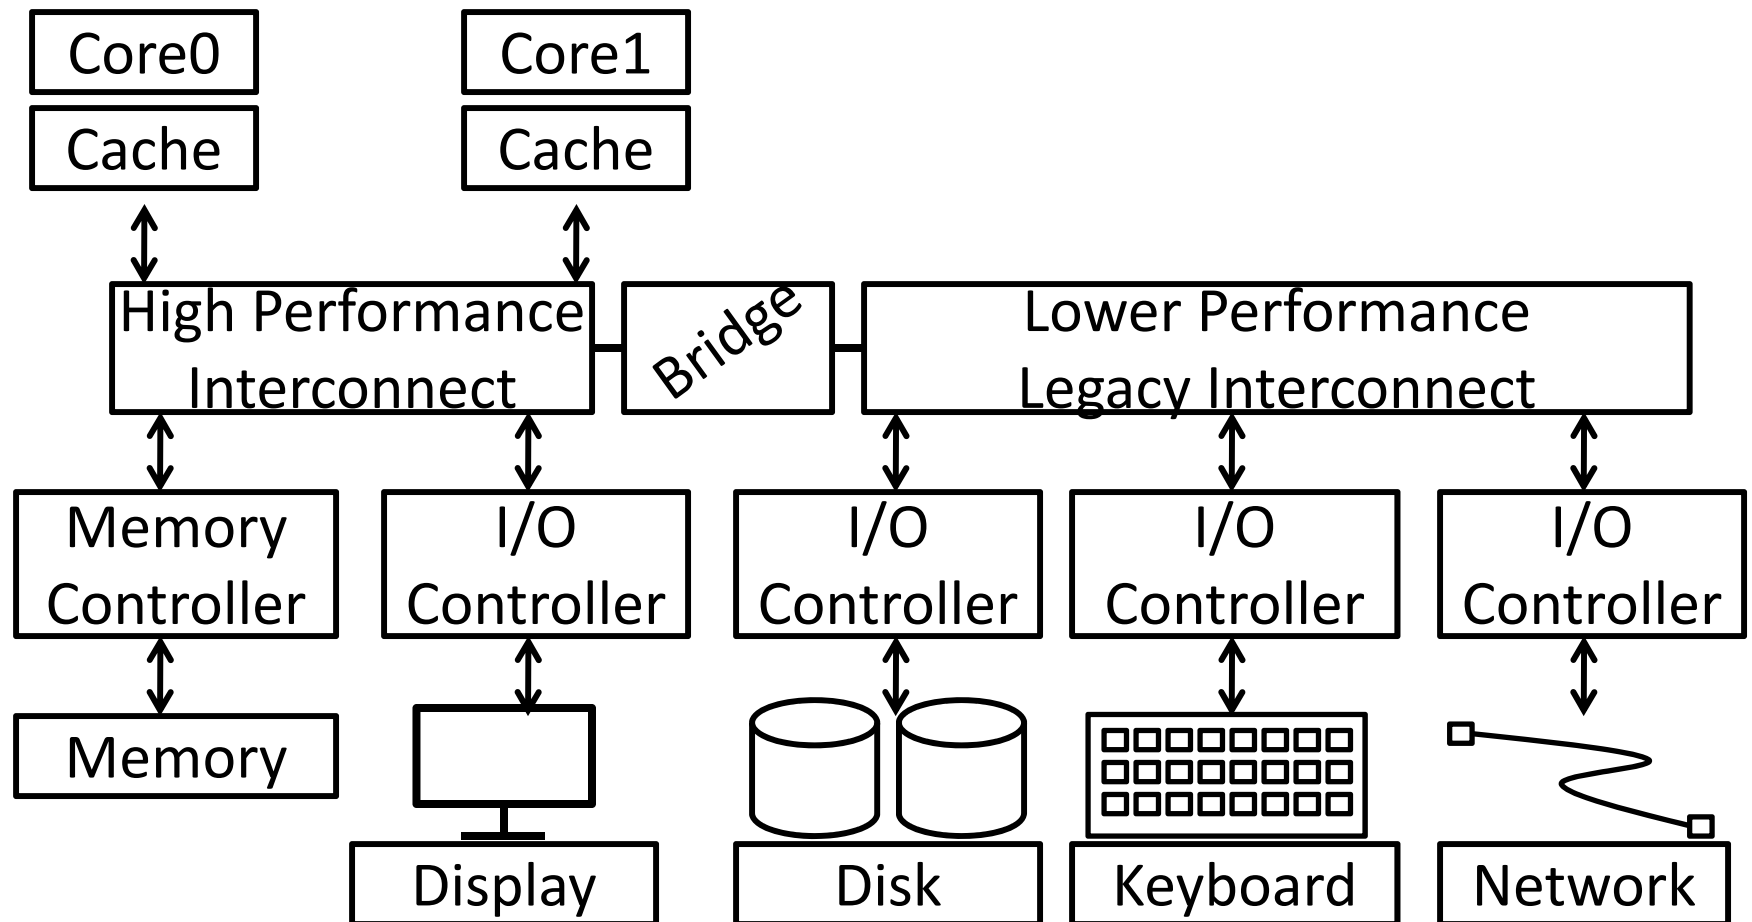 Core0
Core1
Cache
Cache
High Performance
Interconnect
Bridge
Lower Performance
Legacy Interconnect
Memory
Controller
I/O
Controller
I/O
Controller
I/O
Controller
I/O
Controller
Memory
Display
Disk
Keyboard
Network